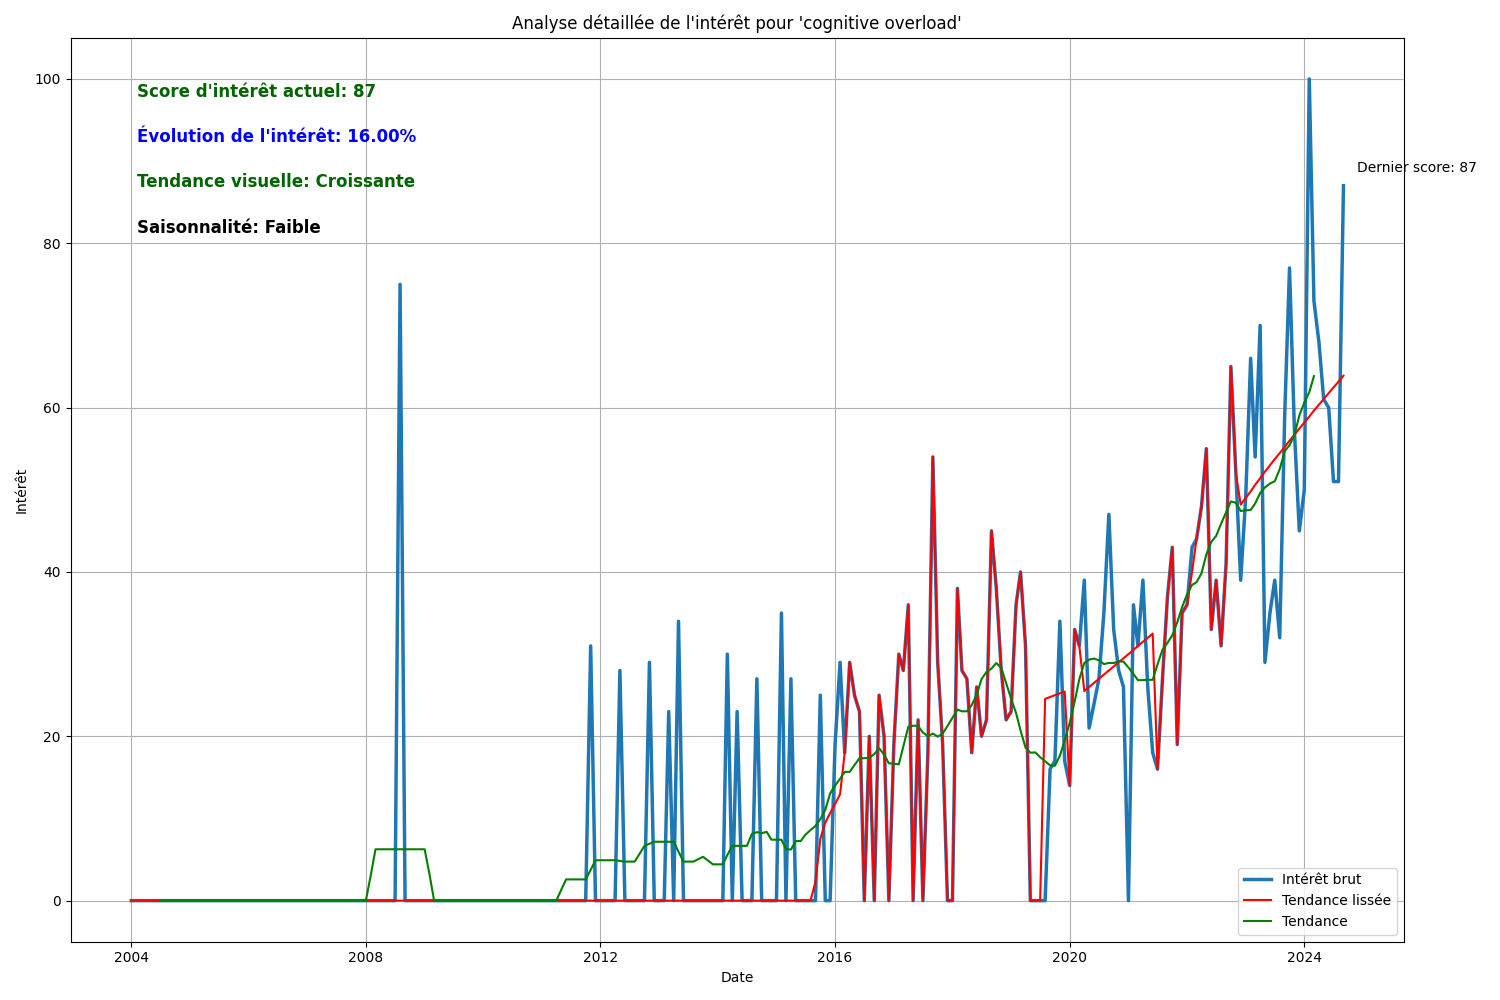 Analyse détaillée de l'intérêt pour 'cognitive overload'
100
80
60
40
20
0
Intérêt
Score d'intérêt actuel: 87
Évolution de l'intérêt: 16.00%
Tendance visuelle: Croissante
Saisonnalité: Faible
Dernier score: 87
Intérêt brut
Tendance lissée
Tendance
2004 2008 2012 2016 2020 2024
Date